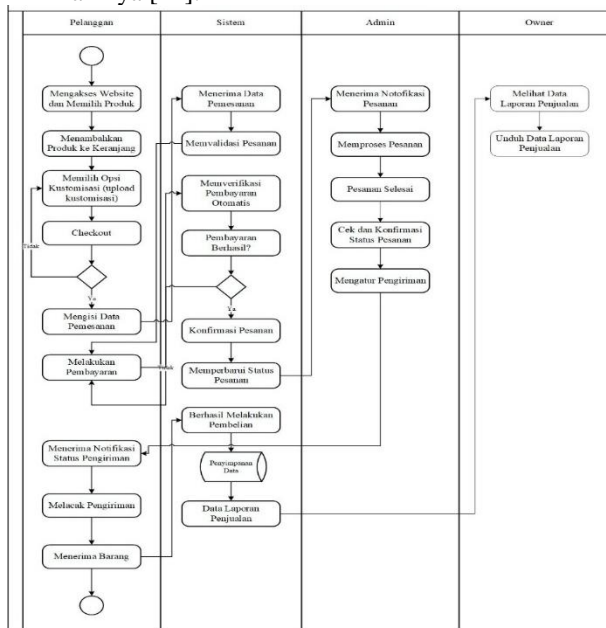 Pelanggan
Sistem
Admin
Owner
Mengakses Website
dan Memilih Produk
Menambahkan
Produk ke Keranjang
Memilih Opsi
Kustomisasi (upload
kustomisasi)
Checkout
Tidak
Ya
Mengisi Data
Pemesanan
Melakukan
Pembayaran
Tidak
Menerima Notifikasi
Status Pengiriman
Melacak Pengiriman
Menerima Barang
Menerima Data
Pemesanan
Memvalidasi Pesanan
Memverifikasi
Pembayaran
Otomatis
Pembayaran
Berhasil?
Ya
Konfirmasi Pesanan
Memperbarui Status
Pesanan
Berhasil Melakukan
Pembelian
Penyimpanan
Data
Data Laporan
Penjualan
Menerima Notofikasi
Pesanan
Memproses Pesanan
Pesanan Selesai
Cek dan Konfirmasi
Status Pesanan
Mengatur Pengiriman
Melihat Data
Laporan Penjualan
Unduh Data Laporan
Penjualan